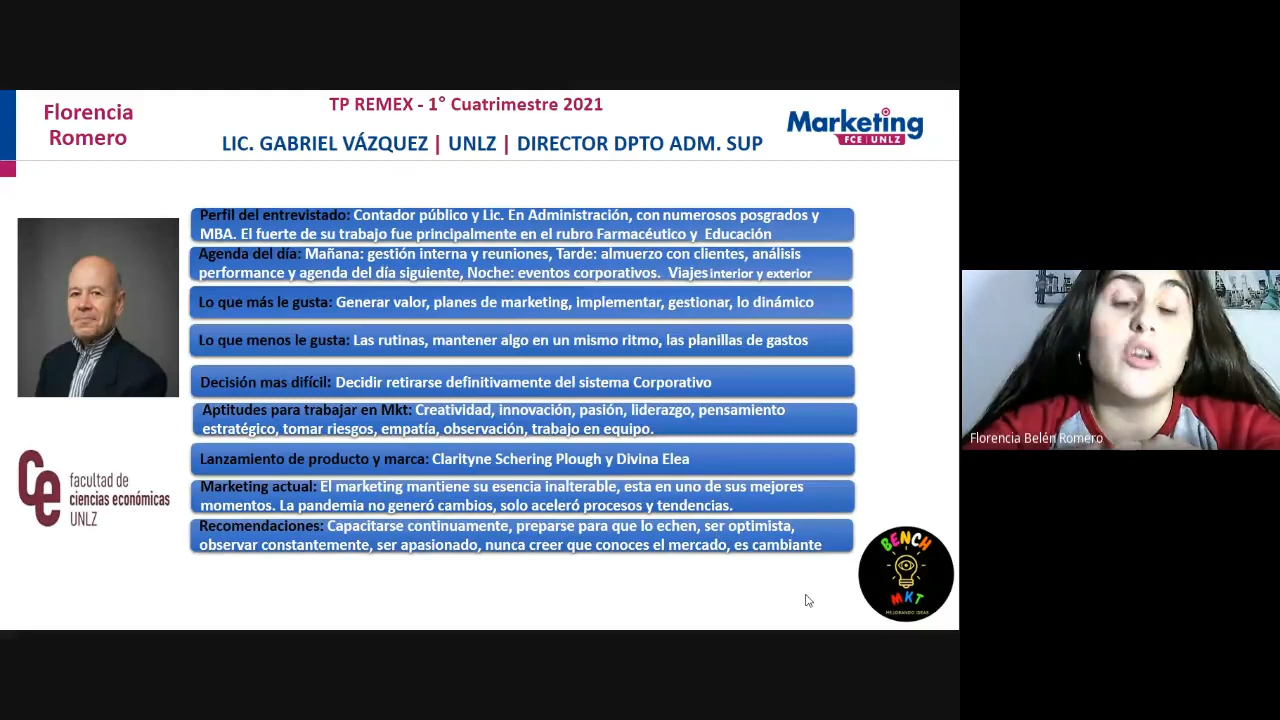 Florencia
Romero
TP REMEX - 1° Cuatrimestre 2021
LIC. GABRIEL VÁZQUEZ | UNLZ | DIRECTOR DPTO ADM. SUP
Marketing
FCE | UNLZ
Perfil del entrevistado: Contador público y Lic. En Administración, con numerosos posgrados y
MBA. El fuerte de su trabajo fue principalmente en el rubro Farmacéutico y Educación
Agenda del día: Mañana: gestión interna y reuniones, Tarde: almuerzo con clientes, análisis
performance y agenda del día siguiente, Noche: eventos corporativos. Viajes interior y exterior
Lo que más le gusta: Generar valor, planes de marketing, implementar, gestionar, lo dinámico
Lo que menos le gusta: Las rutinas, mantener algo en un mismo ritmo, las planillas de gastos
Decisión mas difícil: Decidir retirarse definitivamente del sistema Corporativo
Aptitudes para trabajar en Mkt: Creatividad, innovación, pasión, liderazgo, pensamiento
estratégico, tomar riesgos, empatía, observación, trabajo en equipo.
Lanzamiento de producto y marca: Clarityne Schering Plough y Divina Elea
Marketing actual: El marketing mantiene su esencia inalterable, esta en uno de sus mejores
momentos. La pandemia no generó cambios, solo aceleró procesos y tendencias.
Recomendaciones: Capacitarse continuamente, preparse para que lo echen, ser optimista,
observar constantemente, ser apasionado, nunca creer que conoces el mercado, es cambiante
Ce
facultad de
ciencias económicas
UNLZ
BENCH
MKT
MEJORANDO IDEAS
Florencia Belén Romero